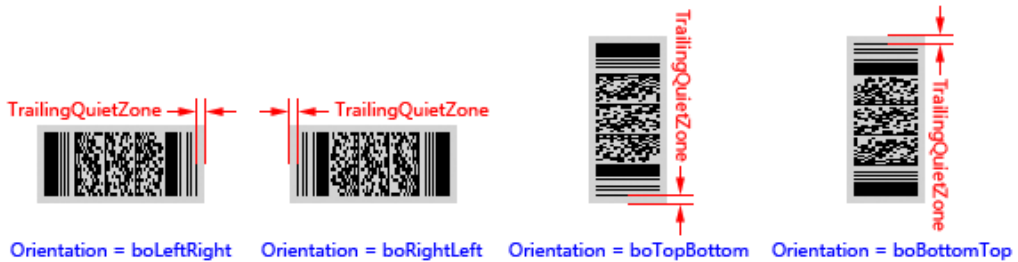 TrailingQuietZone
TrailingQuietZone
TrailingQuietZone
TrailingQuietZone
Orientation = boLeftRight
Orientation = boRightLeft
Orientation = boTopBottom
Orientation = boBottomTop